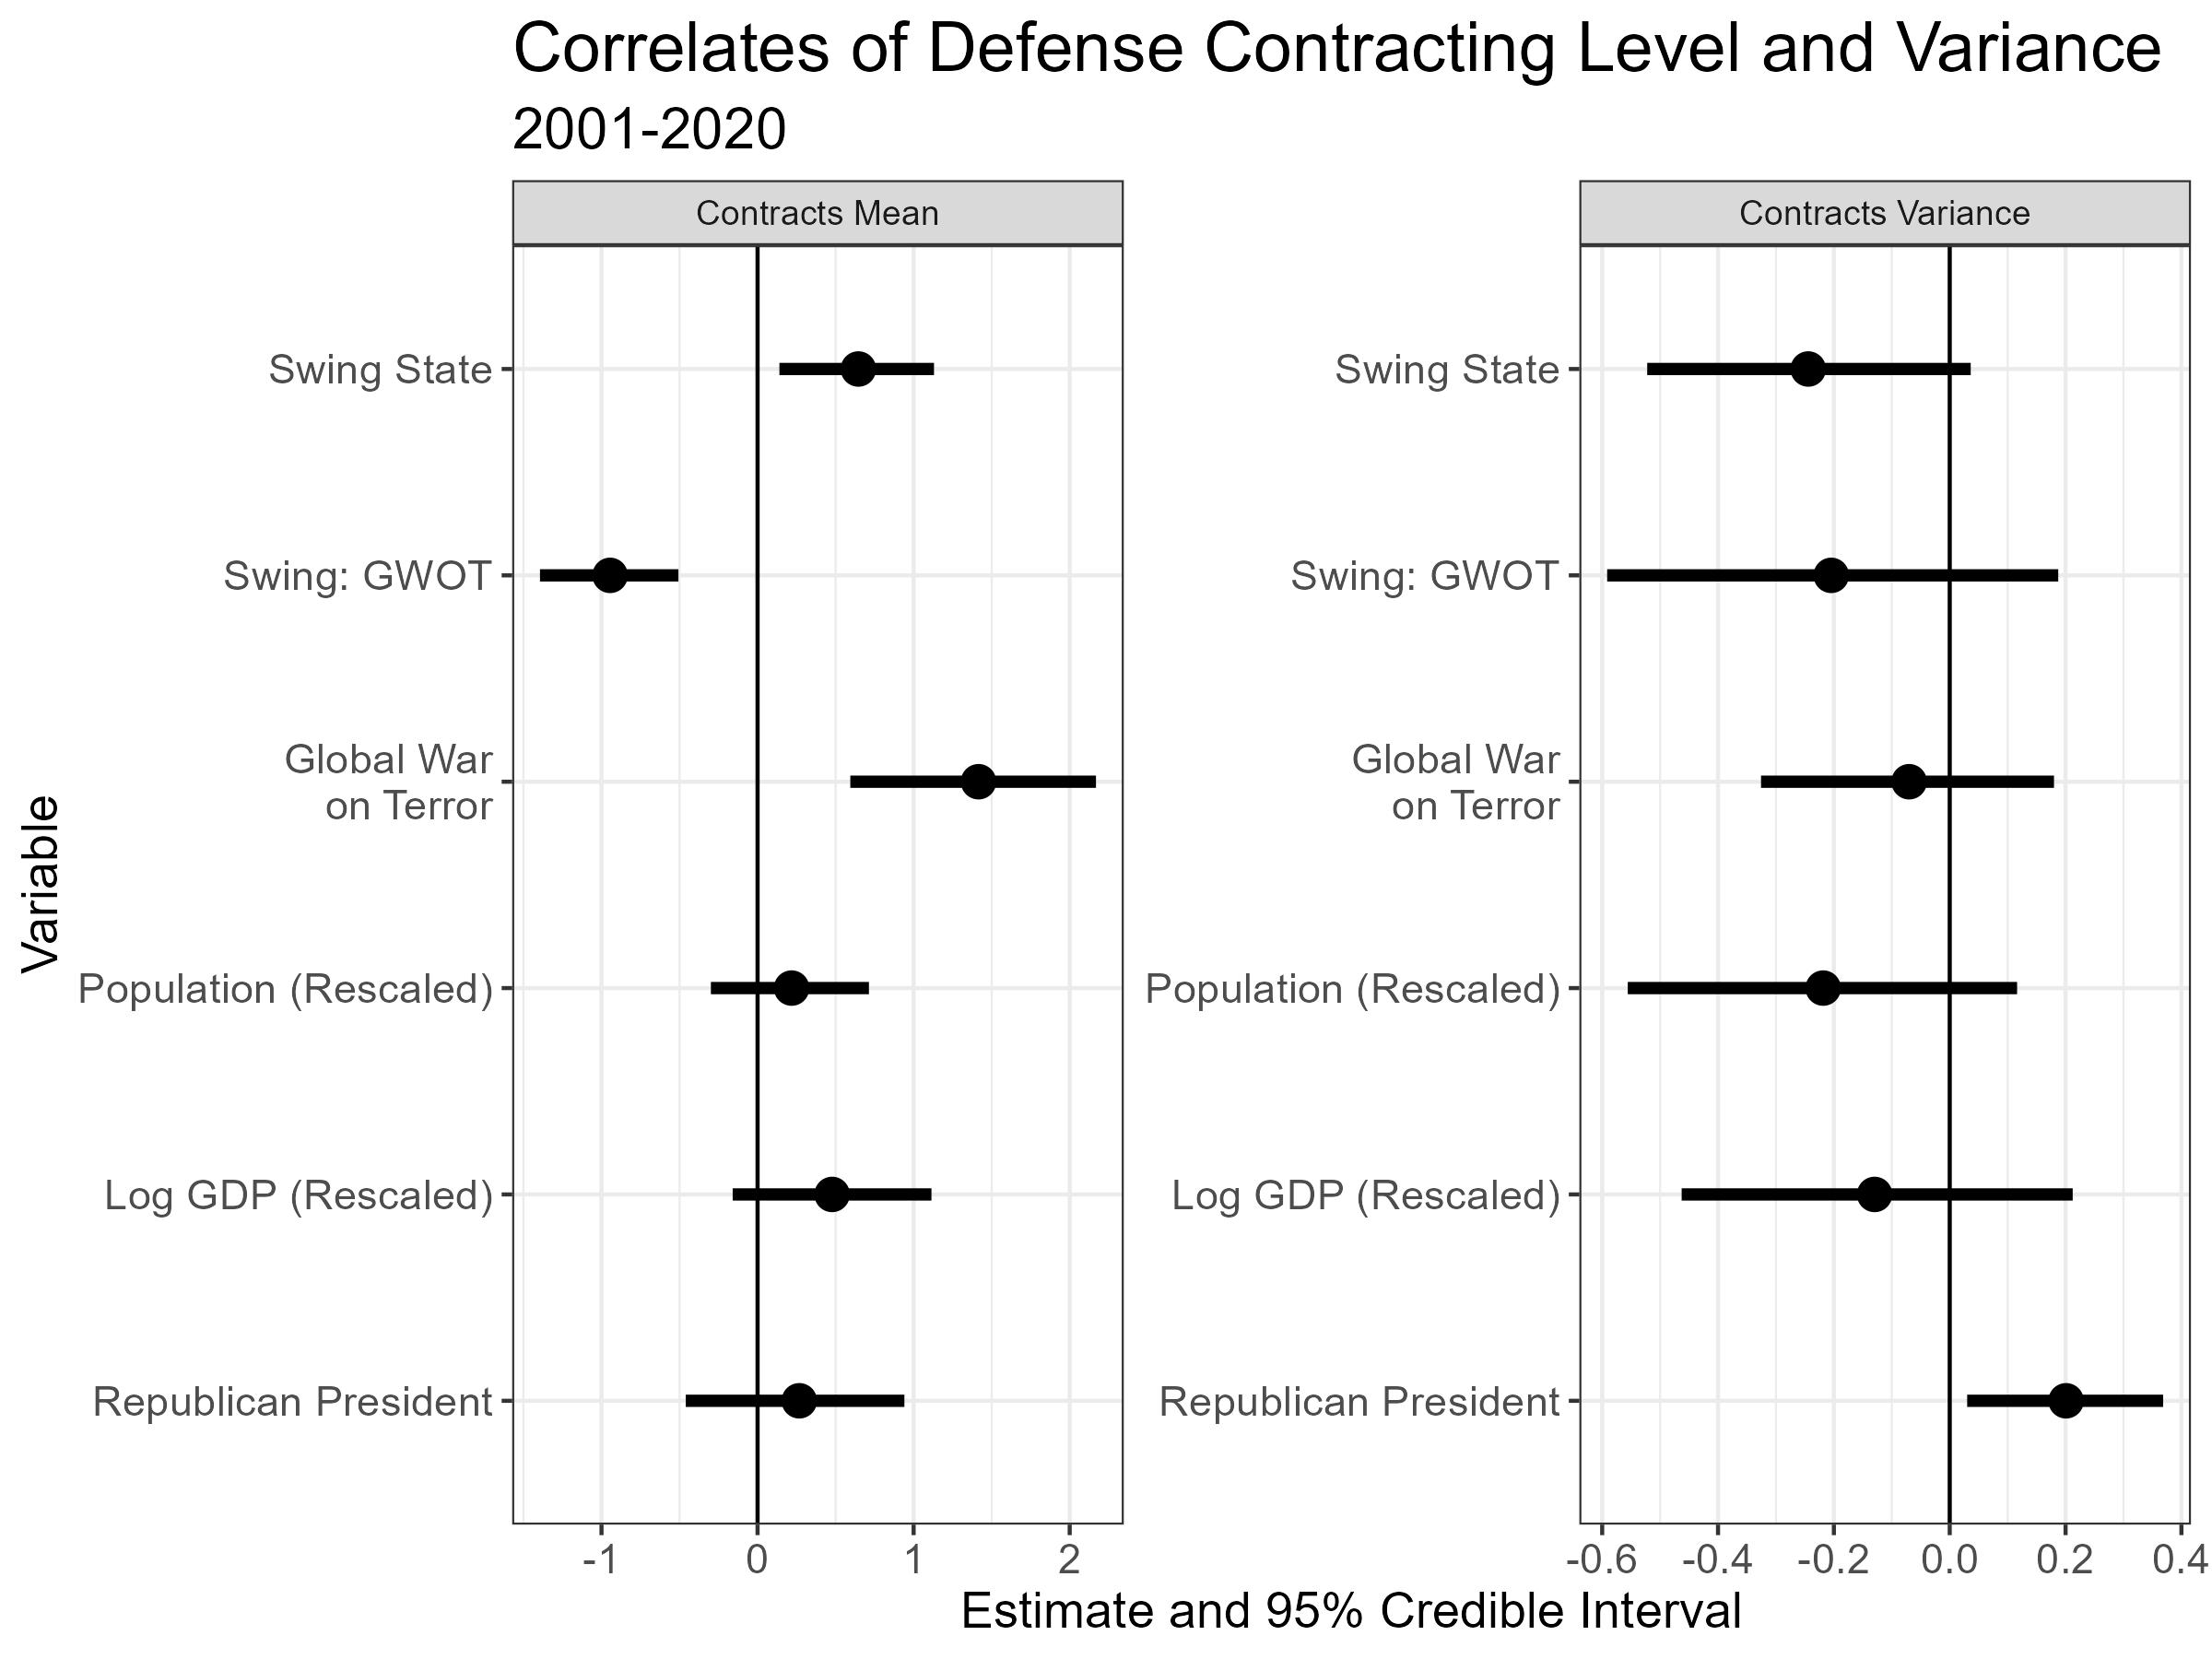 Correlates of Defense Contracting Level and Variance
2001-2020
Contracts Mean
Contracts Variance
Variable
Swing State
Swing: GWOT
Global War
on Terror
Population (Rescaled)
Log GDP (Rescaled)
Republican President
-1
0
1
2
Swing State
Swing: GWOT
Global War
on Terror
Population (Rescaled)
Log GDP (Rescaled)
Republican President
-0.6
-0.4
-0.2
0.0
0.2
0.4
Estimate and 95% Credible Interval